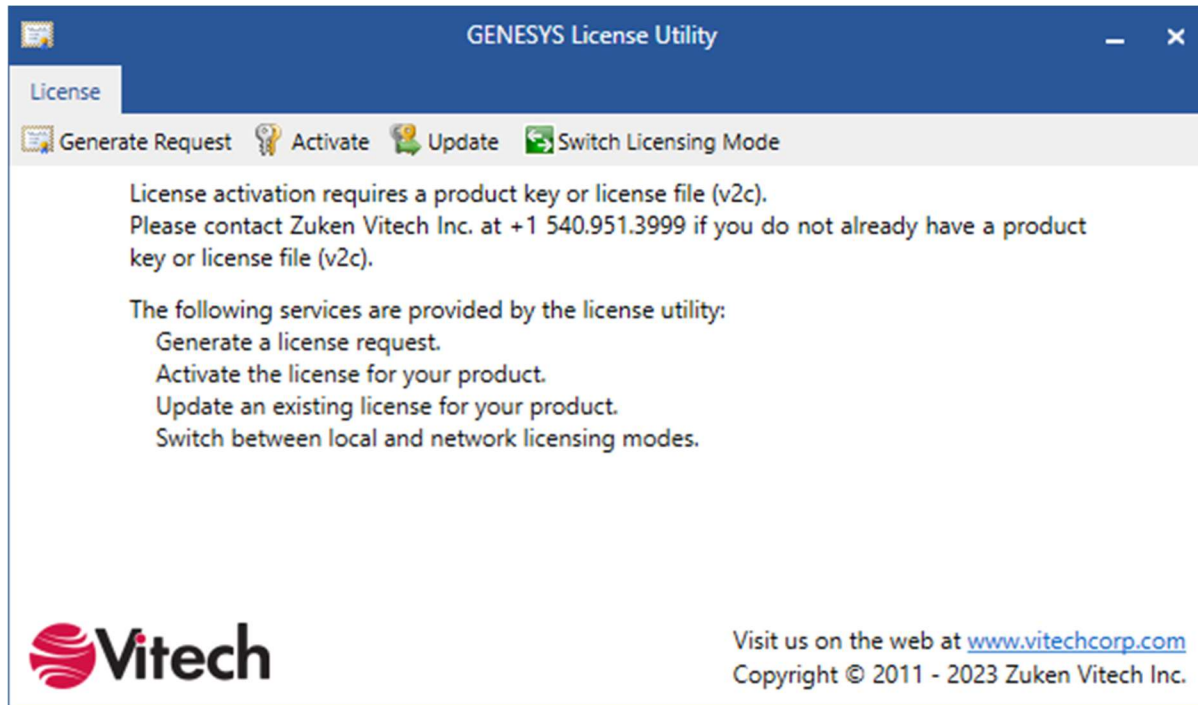 GENESYS License Utility
License
Generate Request Activate Update Switch Licensing Mode
License activation requires a product key or license file (v2c).
Please contact Zuken Vitech Inc. at +1 540.951.3999 if you do not already have a product
key or license file (v2c).
The following services are provided by the license utility:
Generate a license request.
Activate the license for your product.
Update an existing license for your product.
Switch between local and network licensing modes.
Vitech
Visit us on the web at www.vitechcorp.com
Copyright © 2011 - 2023 Zuken Vitech Inc.